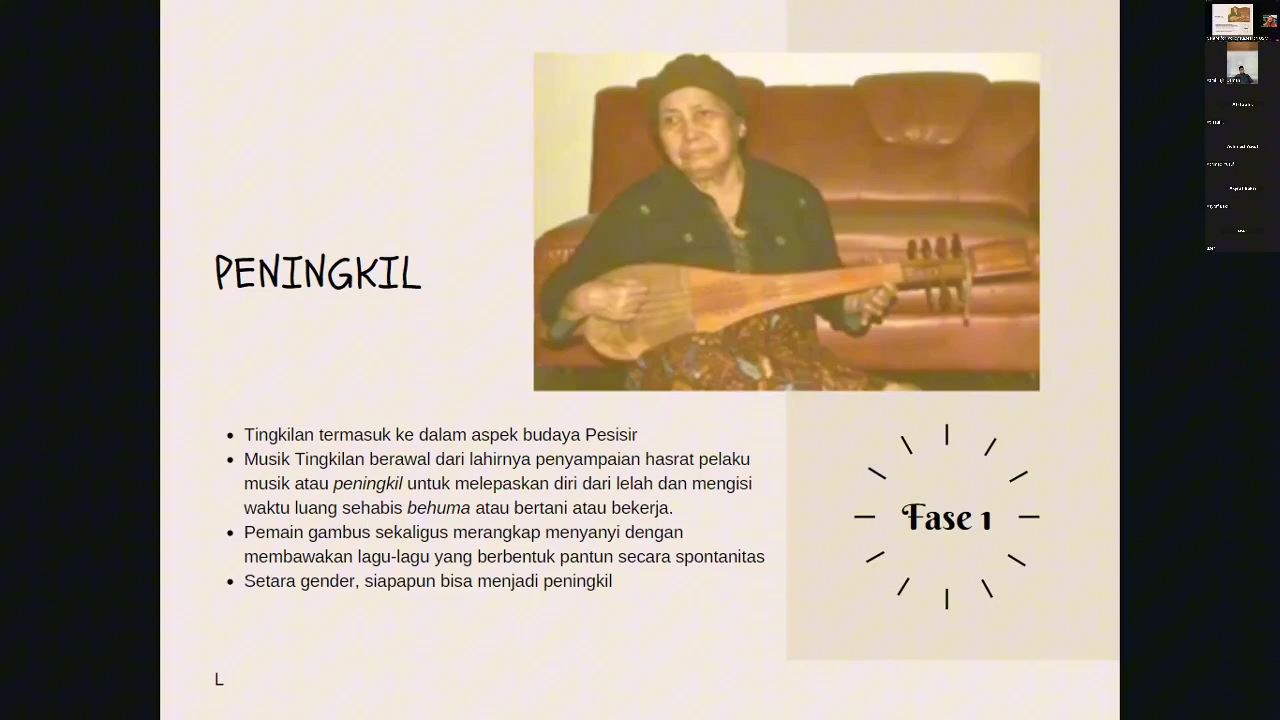 PENINGKIL
Tingkilan termasuk ke dalam aspek budaya Pesisir
Musik Tingkilan berawal dari lahirnya penyampaian hasrat pelaku
musik atau peningkil untuk melepaskan diri dari lelah dan mengisi
waktu luang sehabis behuma atau bertani atau bekerja.
Pemain gambus sekaligus merangkap menyanyi dengan
membawakan lagu-lagu yang berbentuk pantun secara spontanitas
Setara gender, siapapun bisa menjadi peningkil
Fase 1
L